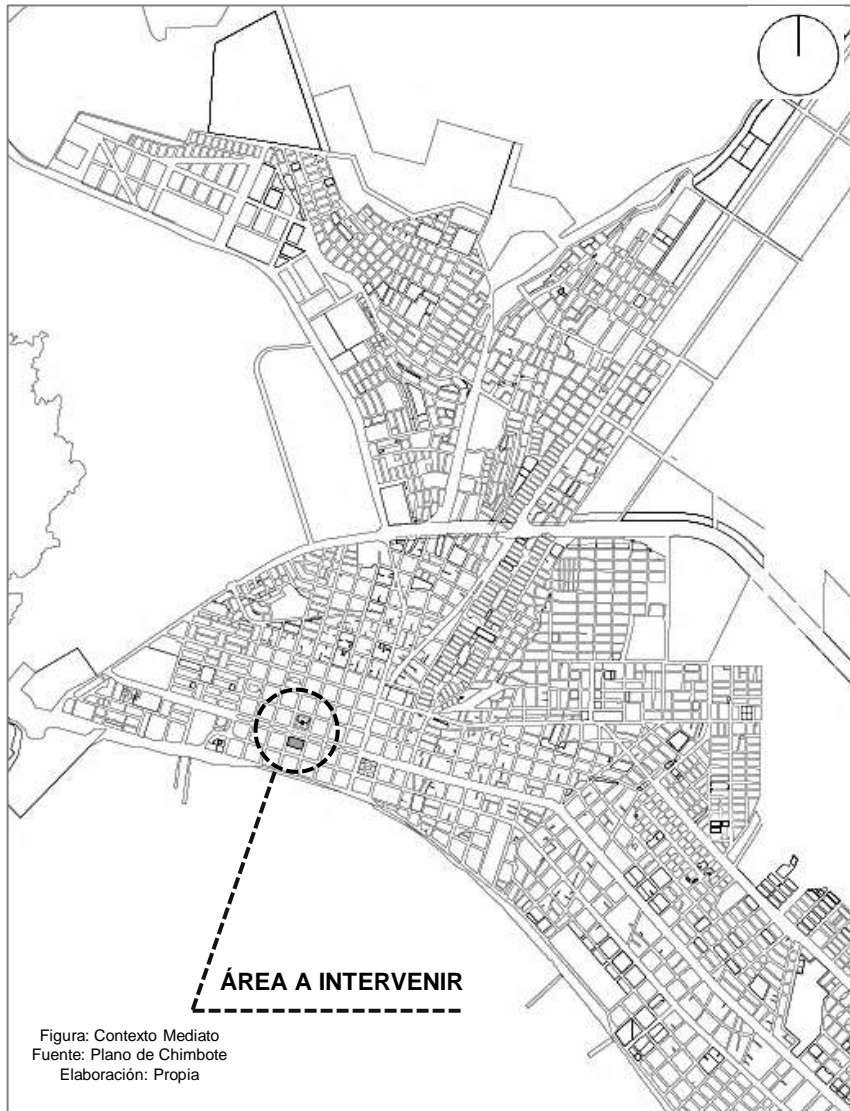 ÁREA A INTERVENIR
Figura: Contexto Mediato
Fuente: Plano de Chimbote
Elaboración: Propia